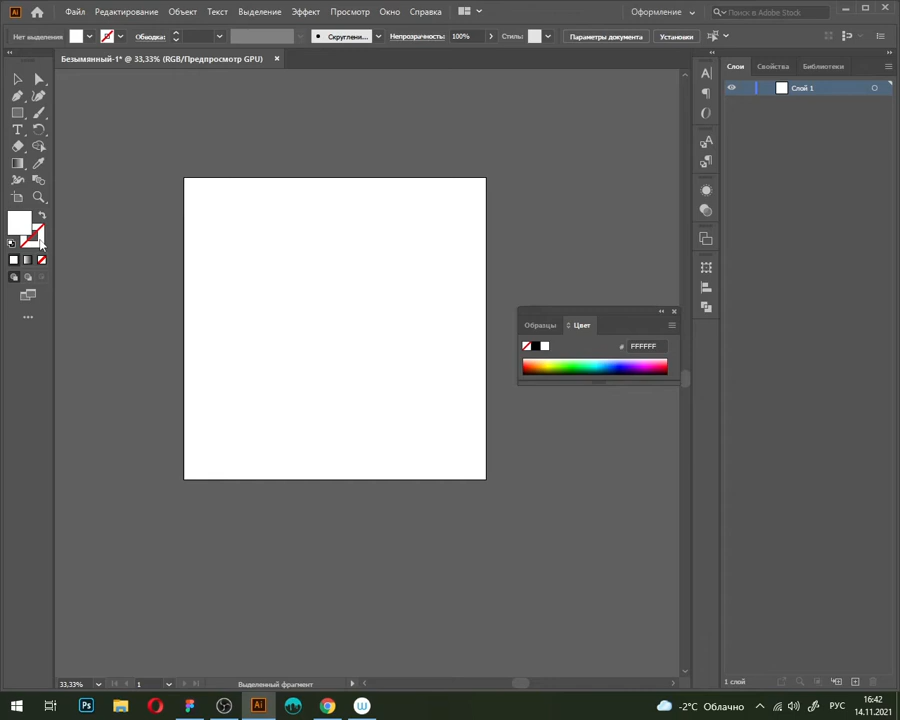 Ai Файл Редактирование Объект Текст Выделение Эффект Просмотр Окно Справка Оформление Поиск в Adobe Stock
Нет выделения Обводка: Скруглени... Непрозрачность: 100% Стили: Параметры документа Установки
Безымянный-1* @ 33,33% (RGB/Предпросмотр GPU)
Слои Свойства Библиотеки
Слой 1
Образцы Цвет
# FFFFFF
33,33% 1 Выделенный фрагмент
1 слой
Ps Ai -2°C Облачно РУС 16:42
14.11.2021